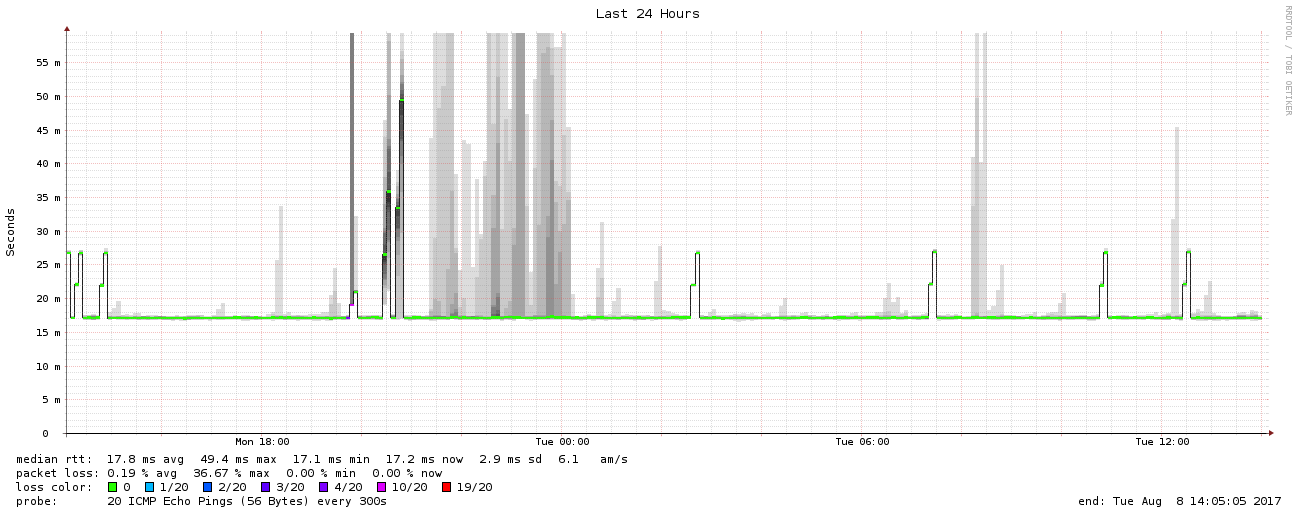 Last 24 Hours
RRDTOOL / TOBI OETIKER
Seconds
55 m
50 m
45 m
40 m
35 m
30 m
25 m
20 m
15 m
10 m
5 m
0
Mon 18:00 Tue 00:00 Tue 06:00 Tue 12:00
median rtt: 17.8 ms avg 49.4 ms max 17.1 ms min 17.2 ms now 2.9 ms sd 6.1 am/s
packet loss: 0.19 % avg 36.67 % max 0.00 % min 0.00 % now
loss color: 0 1/20 2/20 3/20 4/20 10/20 19/20
probe: 20 ICMP Echo Pings (56 Bytes) every 300s end: Tue Aug 8 14:05:05 2017